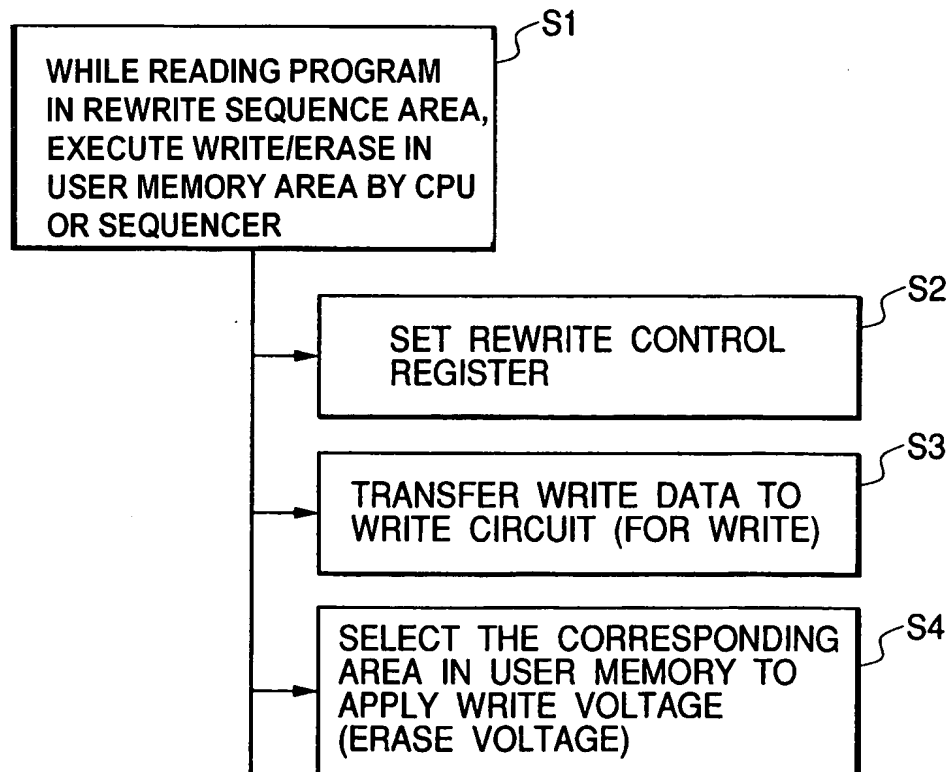 S1
WHILE READING PROGRAM
IN REWRITE SEQUENCE AREA,
EXECUTE WRITE/ERASE IN
USER MEMORY AREA BY CPU
OR SEQUENCER
S2
SET REWRITE CONTROL
REGISTER
S3
TRANSFER WRITE DATA TO
WRITE CIRCUIT (FOR WRITE)
S4
SELECT THE CORRESPONDING
AREA IN USER MEMORY TO
APPLY WRITE VOLTAGE
(ERASE VOLTAGE)